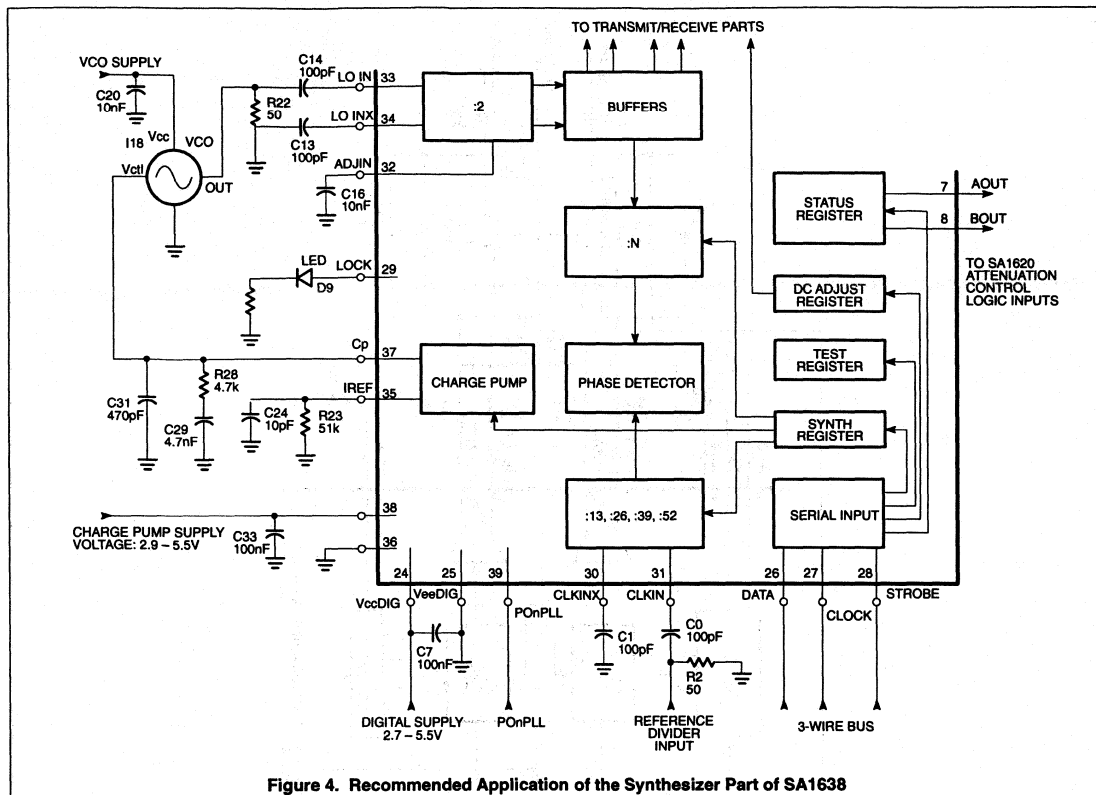 TO TRANSMIT/RECEIVE PARTS
VCO SUPPLY
C20
10nF
I18
Vcc
VCO
Vctl
OUT
R22
50
C14
100pF
LO IN
33
LO INX
34
C13
100pF
ADJIN
32
C16
10nF
:2
BUFFERS
:N
LED
D9
LOCK
29
Cp
37
IREF
35
CHARGE PUMP
PHASE DETECTOR
C31
470pF
R28
4.7k
C29
4.7nF
C24
10pF
R23
51k
STATUS
REGISTER
7
AOUT
8
BOUT
TO SA1620
ATTENUATION
CONTROL
LOGIC INPUTS
DC ADJUST
REGISTER
TEST
REGISTER
SYNTH
REGISTER
:13, :26, :39, :52
SERIAL INPUT
CHARGE PUMP SUPPLY
VOLTAGE: 2.9 – 5.5V
C33
100nF
38
36
24
25
39
30
31
26
27
28
VccDIG
VeeDIG
POnPLL
CLKINX
CLKIN
DATA
CLOCK
STROBE
C7
100nF
C1
100pF
C0
100pF
R2
50
DIGITAL SUPPLY
2.7 – 5.5V
POnPLL
REFERENCE
DIVIDER
INPUT
3-WIRE BUS
Figure 4. Recommended Application of the Synthesizer Part of SA1638